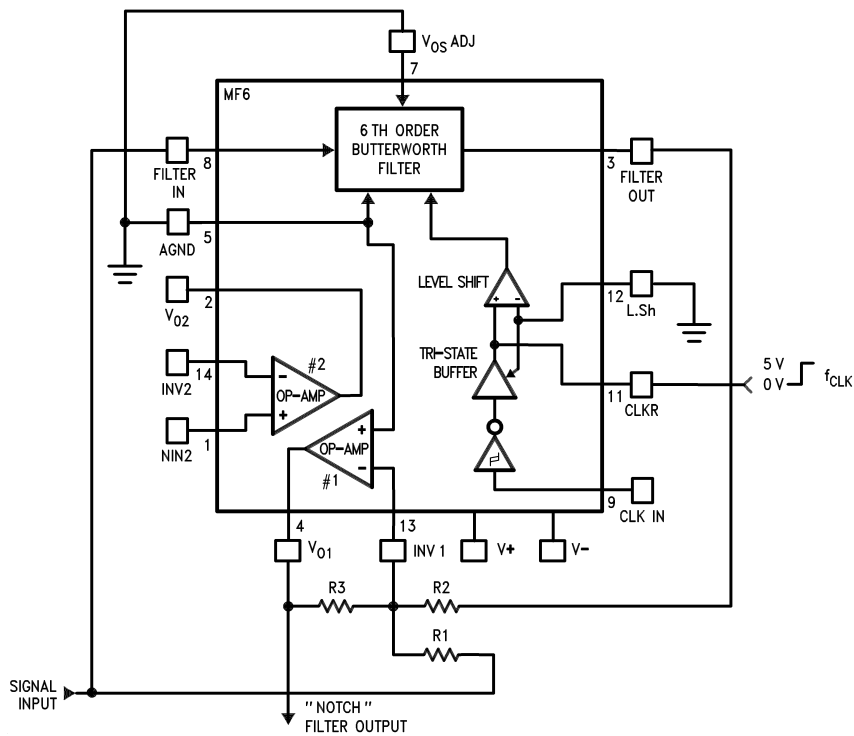 V_OS ADJ
7
MF6
6 TH ORDER
BUTTERWORTH
FILTER
8
FILTER
IN
3
FILTER
OUT
5
AGND
2
V_O2
LEVEL SHIFT
+ -
12
L.Sh
#2
14
INV2
-
OP-AMP
+
1
NIN2
TRI-STATE
BUFFER
11
CLKR
5 V
0 V
f_CLK
+
OP-AMP
-
#1
9
CLK IN
4
V_O1
13
INV 1
V+
V-
R3
R2
R1
SIGNAL
INPUT
"NOTCH"
FILTER OUTPUT